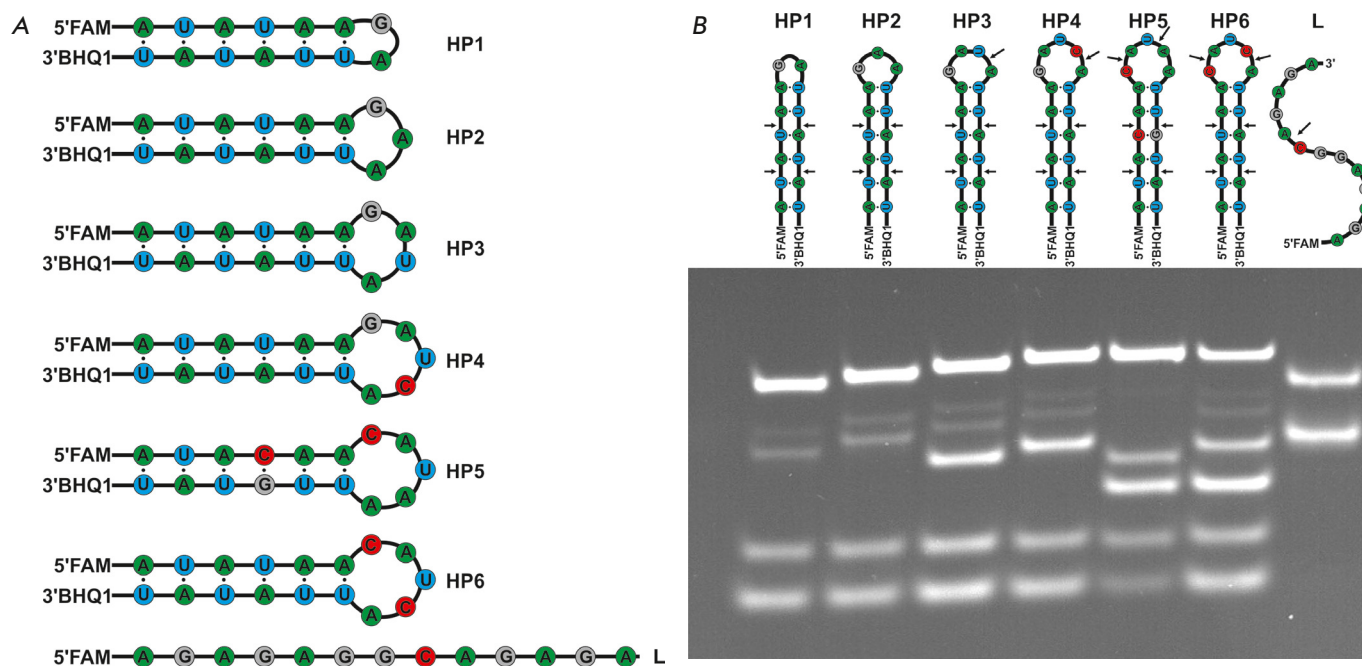 A
5'FAM A U A U A A G
3'BHQ1 U A U A U U A
HP1
5'FAM A U A U A A G A
3'BHQ1 U A U A U U A
HP2
5'FAM A U A U A A G A
3'BHQ1 U A U A U U A U
HP3
5'FAM A U A U A A G A U
3'BHQ1 U A U A U U A C
HP4
5'FAM A U A C A A C A U
3'BHQ1 U A U G U U A A
HP5
5'FAM A U A U A A C A U
3'BHQ1 U A U A U U A C
HP6
5'FAM A G A G A G G C A G A G A L
B
HP1 HP2 HP3 HP4 HP5 HP6 L
5'FAM A U A U A A G A U U A U A U 3'BHQ1
5'FAM A U A U A A G A A U U A U A U 3'BHQ1
5'FAM A U A U A A G A U A U U A U A U 3'BHQ1
5'FAM A U A U A A G A U C A U U A U A U 3'BHQ1
5'FAM A U A C A A C A U A A U U G U A U 3'BHQ1
5'FAM A U A U A A C A U C A U U A U A U 3'BHQ1
5'FAM A G A G G C A G A G A 3'